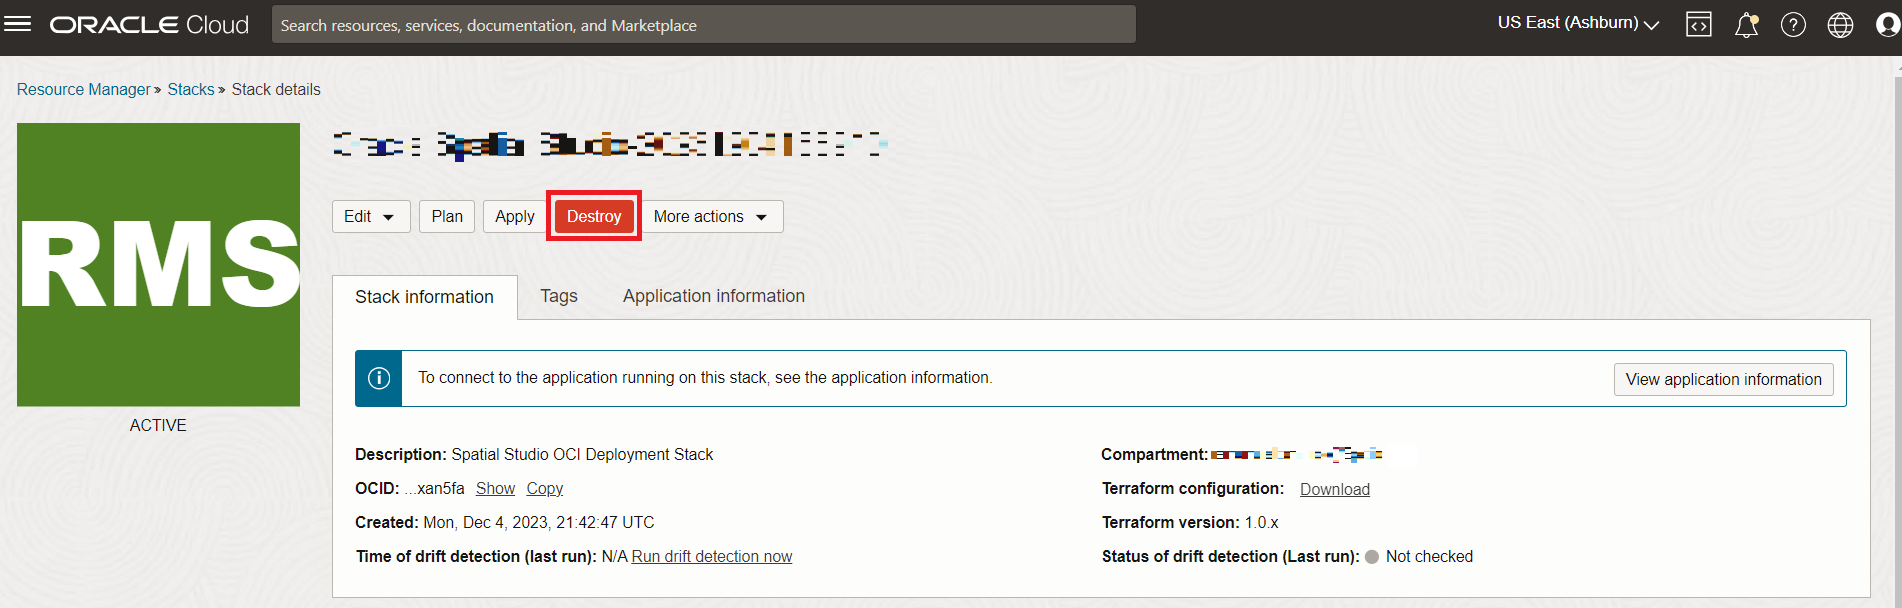 ORACLE Cloud
Search resources, services, documentation, and Marketplace
US East (Ashburn)
Resource Manager » Stacks » Stack details
RMS
ACTIVE
Edit Plan Apply Destroy More actions
Stack information Tags Application information
To connect to the application running on this stack, see the application information.
View application information
Description: Spatial Studio OCI Deployment Stack
OCID: ...xan5fa Show Copy
Created: Mon, Dec 4, 2023, 21:42:47 UTC
Time of drift detection (last run): N/A Run drift detection now
Compartment:
Terraform configuration: Download
Terraform version: 1.0.x
Status of drift detection (Last run): Not checked